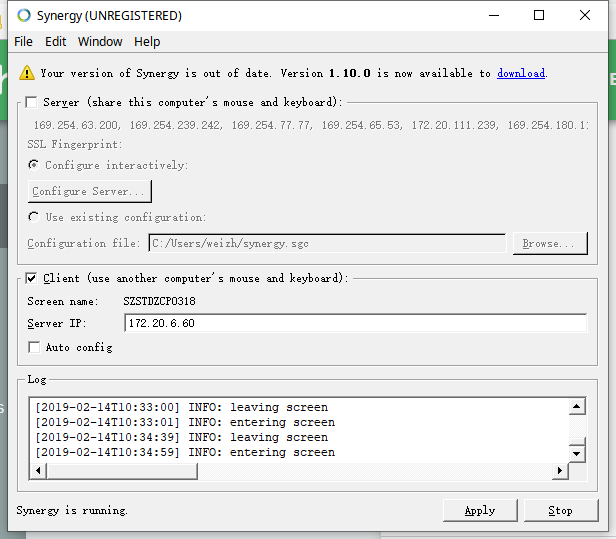 Synergy (UNREGISTERED)
File Edit Window Help
Your version of Synergy is out of date. Version 1.10.0 is now available to download.
Server (share this computer's mouse and keyboard):
169.254.63.200, 169.254.239.242, 169.254.77.77, 169.254.65.53, 172.20.111.239, 169.254.180.1
SSL Fingerprint:
Configure interactively:
Configure Server...
Use existing configuration:
Configuration file: C:/Users/weizh/synergy.sgc Browse...
Client (use another computer's mouse and keyboard):
Screen name: SZSTDZCP0318
Server IP: 172.20.6.60
Auto config
Log
[2019-02-14T10:33:00] INFO: leaving screen
[2019-02-14T10:33:01] INFO: entering screen
[2019-02-14T10:34:39] INFO: leaving screen
[2019-02-14T10:34:59] INFO: entering screen
Synergy is running. Apply Stop